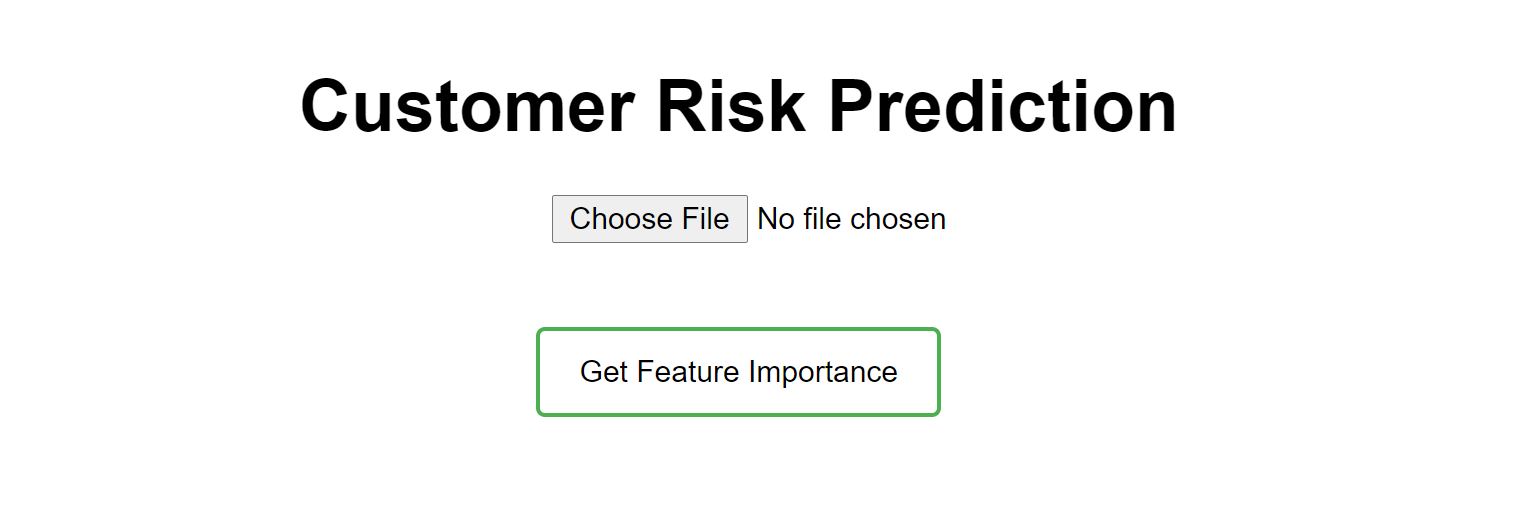 Customer Risk Prediction
Choose File No file chosen
Get Feature Importance